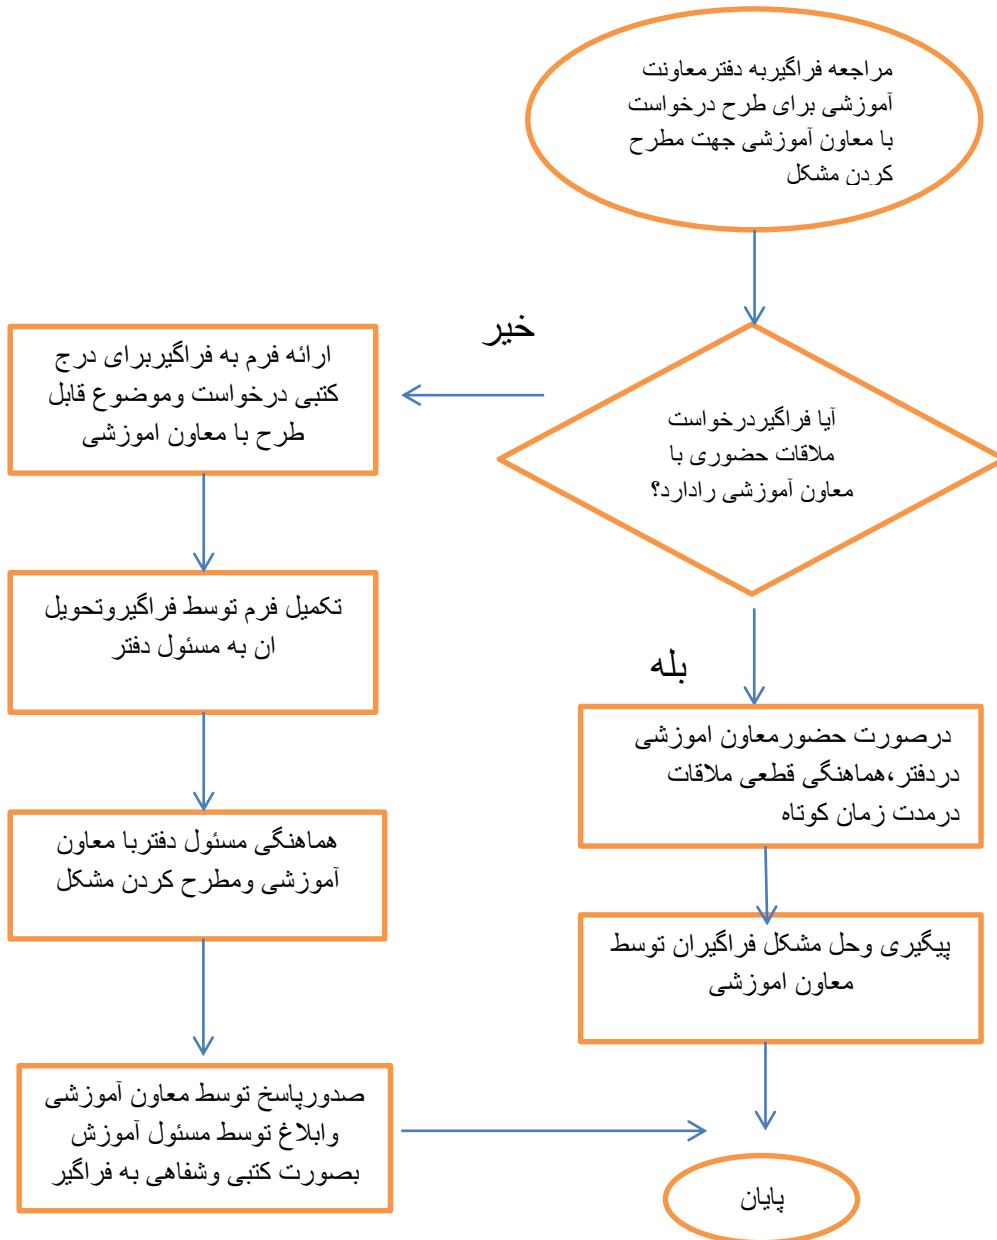 مراجعه فراگیربه دفترمعاونت
آموزشی برای طرح درخواست
با معاون آموزشی جهت مطرح
کردن مشکل
آیا فراگیردرخواست
ملاقات حضوری با
معاون آموزشی رادارد؟
خیر
ارائه فرم به فراگیربرای درج
کتبی درخواست وموضوع قابل
طرح با معاون اموزشی
تکمیل فرم توسط فراگیروتحویل
ان به مسئول دفتر
هماهنگی مسئول دفتربا معاون
آموزشی ومطرح کردن مشکل
صدورپاسخ توسط معاون آموزشی
وابلاغ توسط مسئول آموزش
بصورت کتبی وشفاهی به فراگیر
بله
درصورت حضورمعاون اموزشی
دردفتر،هماهنگی قطعی ملاقات
درمدت زمان کوتاه
پیگیری وحل مشکل فراگیران توسط
معاون اموزشی
پایان